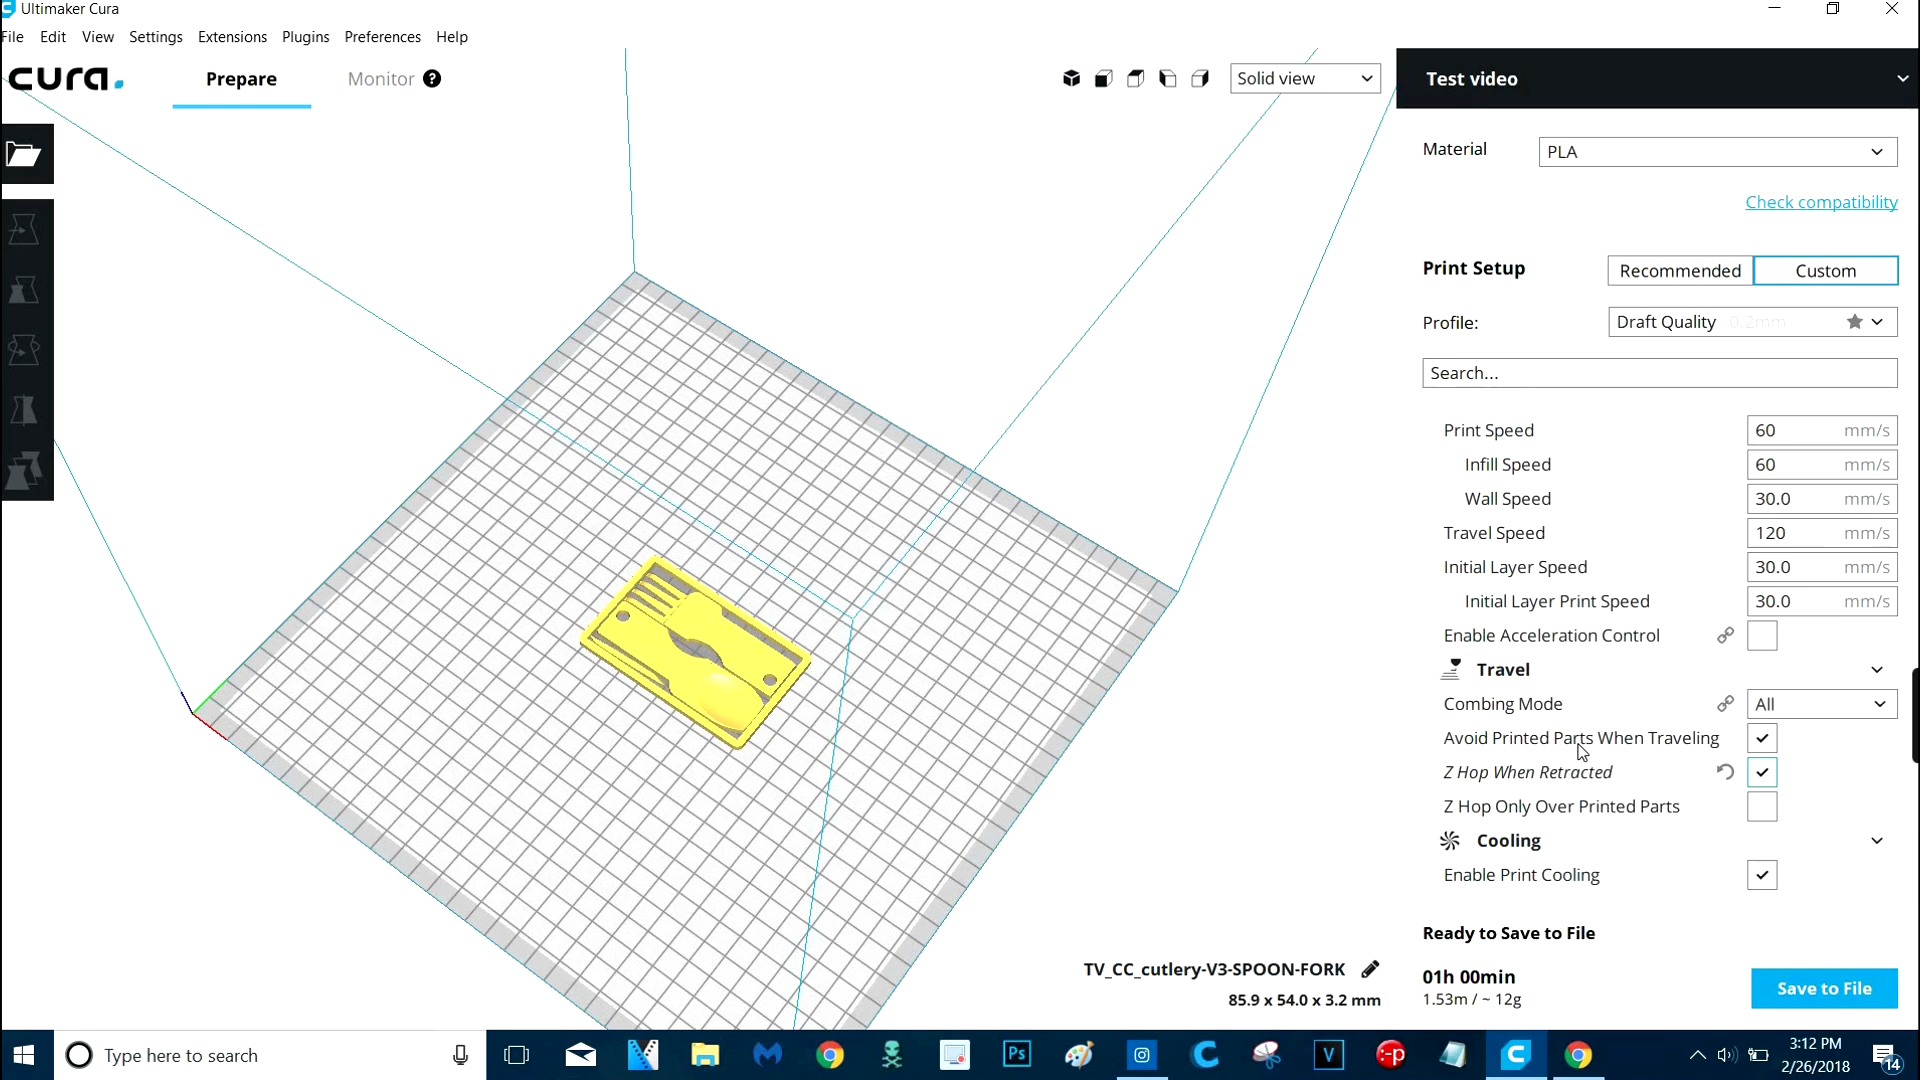 Ultimaker Cura
File Edit View Settings Extensions Plugins Preferences Help
cura.
Prepare
Monitor ?
Solid view
Test video
Material
PLA
Check compatibility
Print Setup
Recommended
Custom
Profile:
Draft Quality 0.2mm
Search...
Print Speed 60 mm/s
Infill Speed 60 mm/s
Wall Speed 30.0 mm/s
Travel Speed 120 mm/s
Initial Layer Speed 30.0 mm/s
Initial Layer Print Speed 30.0 mm/s
Enable Acceleration Control
Travel
Combing Mode All
Avoid Printed Parts When Traveling
Z Hop When Retracted
Z Hop Only Over Printed Parts
Cooling
Enable Print Cooling
Ready to Save to File
01h 00min
1.53m / ~ 12g
Save to File
TV_CC_cutlery-V3-SPOON-FORK
85.9 x 54.0 x 3.2 mm
Type here to search
Ps
V
:-p
3:12 PM
2/26/2018
14